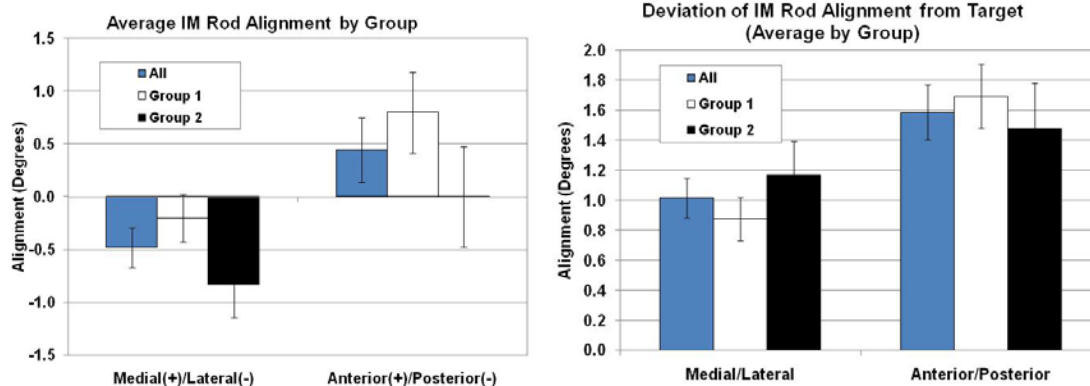 Average IM Rod Alignment by Group
1.5
1.0
0.5
0.0
-0.5
-1.0
-1.5
Alignment (Degrees)
All
Group 1
Group 2
Medial(+)/Lateral(-)
Anterior(+)/Posterior(-)
Deviation of IM Rod Alignment from Target
(Average by Group)
2.0
1.8
1.6
1.4
1.2
1.0
0.8
0.6
0.4
0.2
0.0
Alignment (Degrees)
All
Group 1
Group 2
Medial/Lateral
Anterior/Posterior